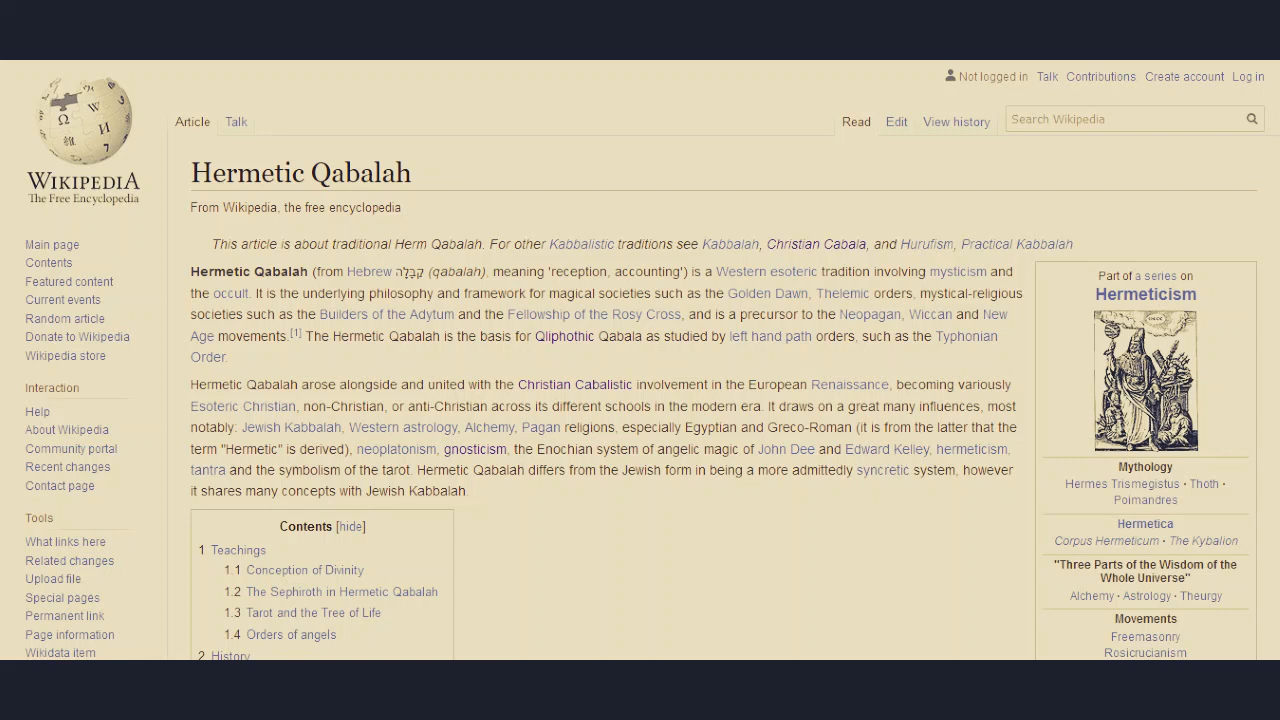 Not logged in Talk Contributions Create account Log in
Article Talk Read Edit View history Search Wikipedia
WIKIPEDIA
The Free Encyclopedia
Main page
Contents
Featured content
Current events
Random article
Donate to Wikipedia
Wikipedia store
Interaction
Help
About Wikipedia
Community portal
Recent changes
Contact page
Tools
What links here
Related changes
Upload file
Special pages
Permanent link
Page information
Wikidata item
Hermetic Qabalah
From Wikipedia, the free encyclopedia
This article is about traditional Herm Qabalah. For other Kabbalistic traditions see Kabbalah, Christian Cabala, and Hurufism, Practical Kabbalah
Hermetic Qabalah (from Hebrew קַבָּלָה (qabalah), meaning 'reception, accounting') is a Western esoteric tradition involving mysticism and
the occult. It is the underlying philosophy and framework for magical societies such as the Golden Dawn, Thelemic orders, mystical-religious
societies such as the Builders of the Adytum and the Fellowship of the Rosy Cross, and is a precursor to the Neopagan, Wiccan and New
Age movements.[1] The Hermetic Qabalah is the basis for Qliphothic Qabala as studied by left hand path orders, such as the Typhonian
Order.
Hermetic Qabalah arose alongside and united with the Christian Cabalistic involvement in the European Renaissance, becoming variously
Esoteric Christian, non-Christian, or anti-Christian across its different schools in the modern era. It draws on a great many influences, most
notably: Jewish Kabbalah, Western astrology, Alchemy, Pagan religions, especially Egyptian and Greco-Roman (it is from the latter that the
term "Hermetic" is derived), neoplatonism, gnosticism, the Enochian system of angelic magic of John Dee and Edward Kelley, hermeticism,
tantra and the symbolism of the tarot. Hermetic Qabalah differs from the Jewish form in being a more admittedly syncretic system, however
it shares many concepts with Jewish Kabbalah.
Contents [hide]
1 Teachings
1.1 Conception of Divinity
1.2 The Sephiroth in Hermetic Qabalah
1.3 Tarot and the Tree of Life
1.4 Orders of angels
2 History
Part of a series on
Hermeticism
Mythology
Hermes Trismegistus · Thoth ·
Poimandres
Hermetica
Corpus Hermeticum · The Kybalion
"Three Parts of the Wisdom of the
Whole Universe"
Alchemy · Astrology · Theurgy
Movements
Freemasonry
Rosicrucianism